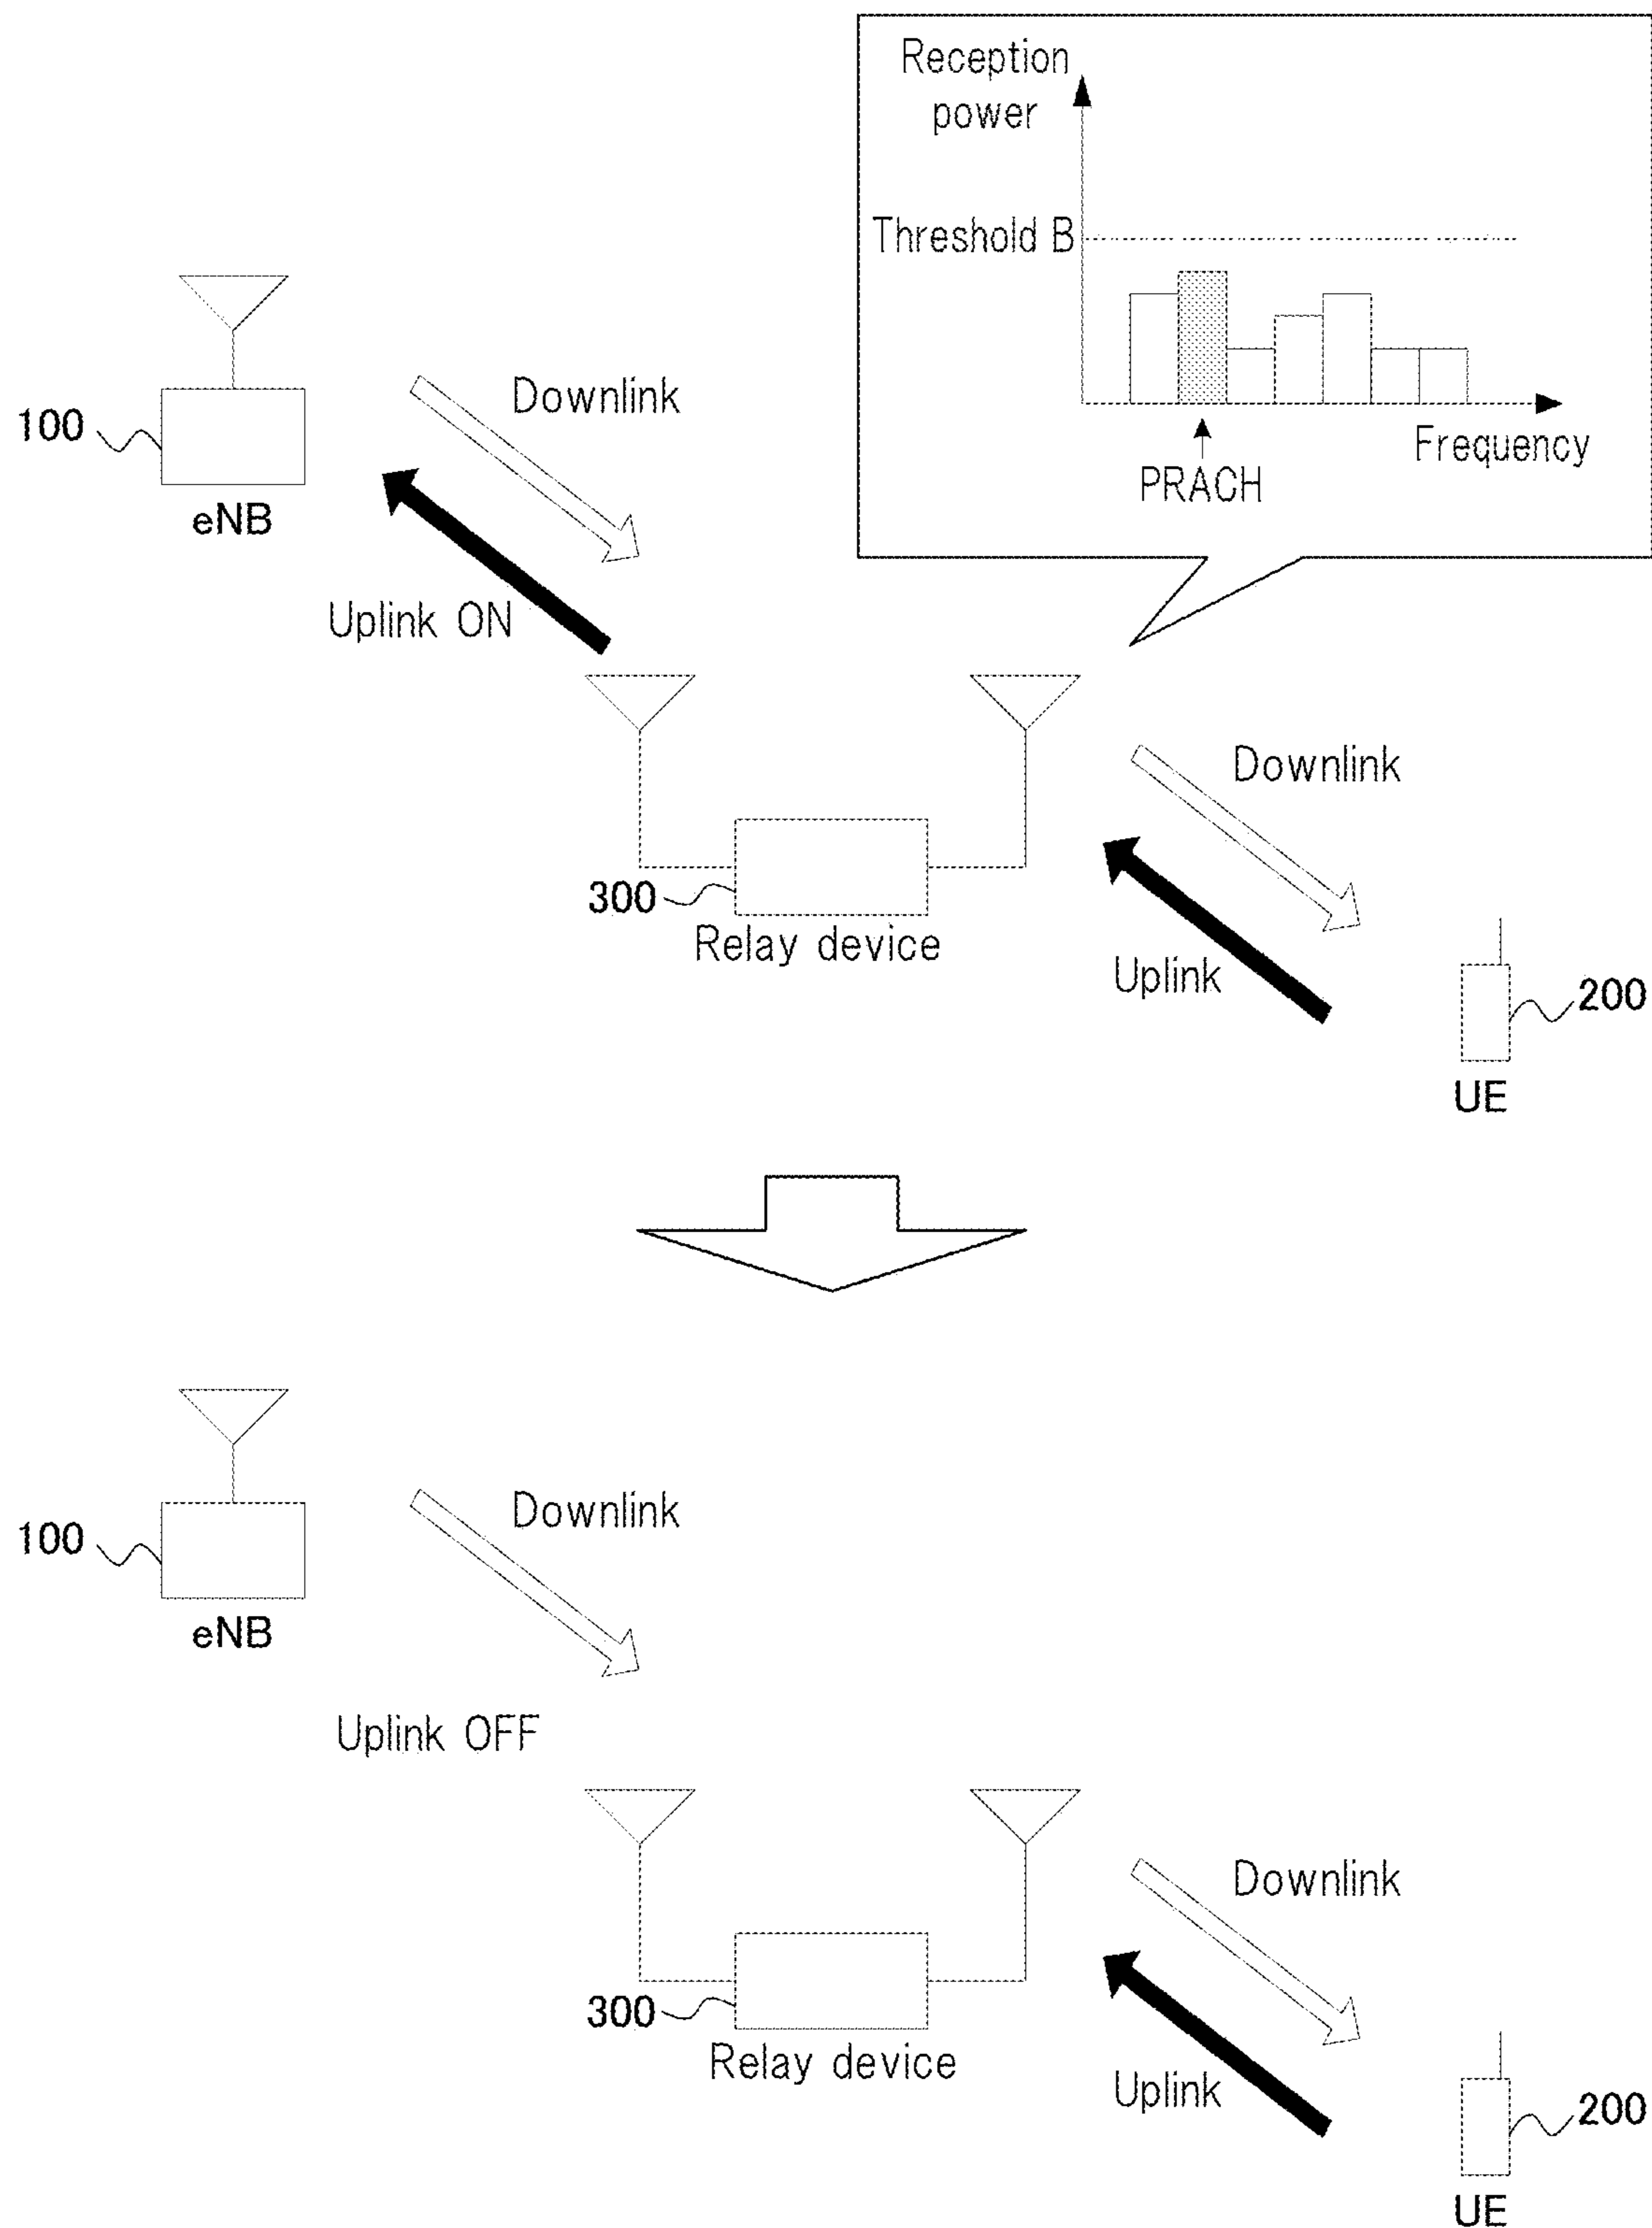 Reception
power
Threshold B
Frequency
PRACH
Downlink
100
eNB
Uplink ON
Downlink
300
Relay device
Uplink
200
UE
Downlink
100
eNB
Uplink OFF
Downlink
300
Relay device
Uplink
200
UE